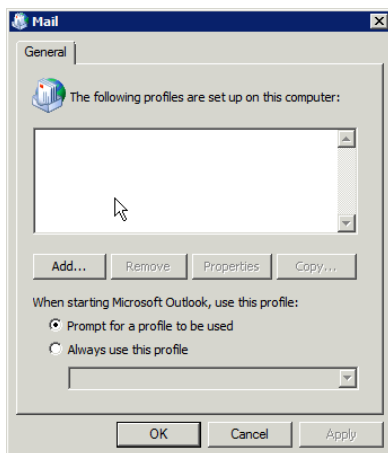 Mail
General
The following profiles are set up on this computer:
Add... Remove Properties Copy...
When starting Microsoft Outlook, use this profile:
Prompt for a profile to be used
Always use this profile
OK Cancel Apply